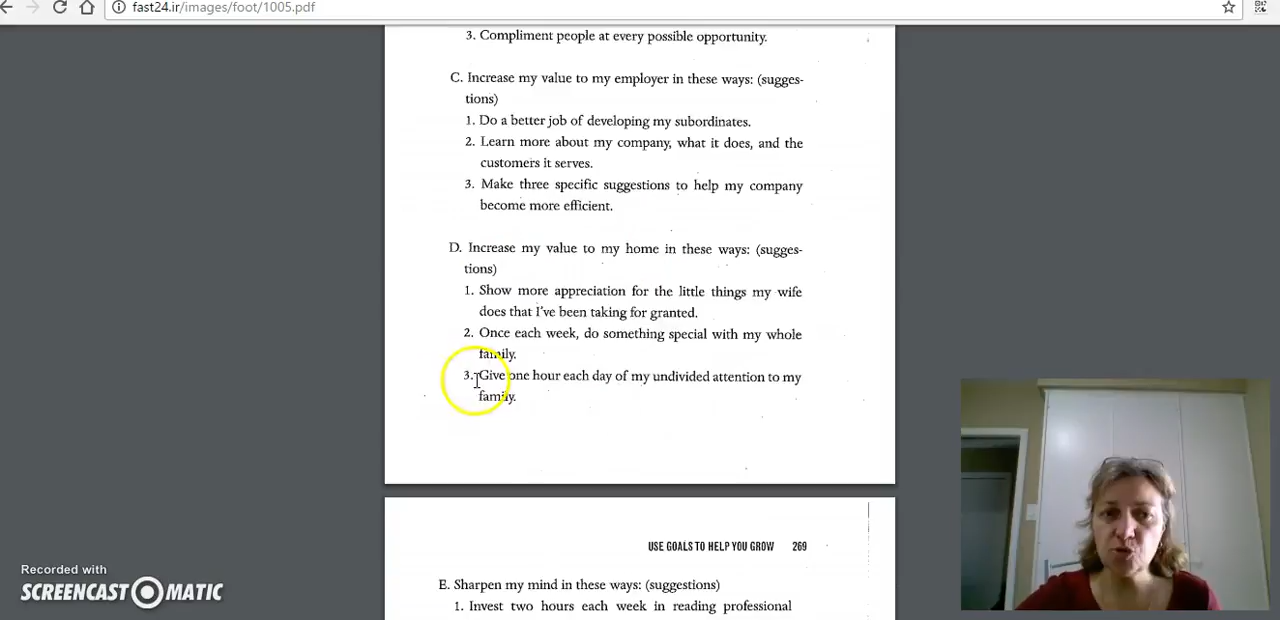 fast24.ir/images/foot/1005.pdf
3. Compliment people at every possible opportunity.
C. Increase my value to my employer in these ways: (sugges-
tions)
1. Do a better job of developing my subordinates.
2. Learn more about my company, what it does, and the
customers it serves.
3. Make three specific suggestions to help my company
become more efficient.
D. Increase my value to my home in these ways: (sugges-
tions)
1. Show more appreciation for the little things my wife
does that I've been taking for granted.
2. Once each week, do something special with my whole
family.
3. Give one hour each day of my undivided attention to my
family.
USE GOALS TO HELP YOU GROW 269
E. Sharpen my mind in these ways: (suggestions)
1. Invest two hours each week in reading professional
Recorded with
SCREENCAST MATIC